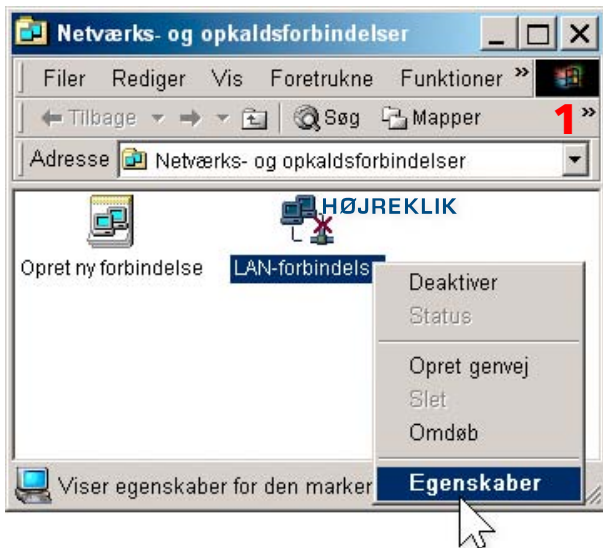 Netværks- og opkaldsforbindelser
Filer Rediger Vis Foretrukne Funktioner »
Tilbage Søg Mapper 1 »
Adresse Netværks- og opkaldsforbindelser
HØJREKLIK
Opret ny forbindelse LAN-forbindels
Deaktiver
Status
Opret genvej
Slet
Omdøb
Egenskaber
Viser egenskaber for den marker